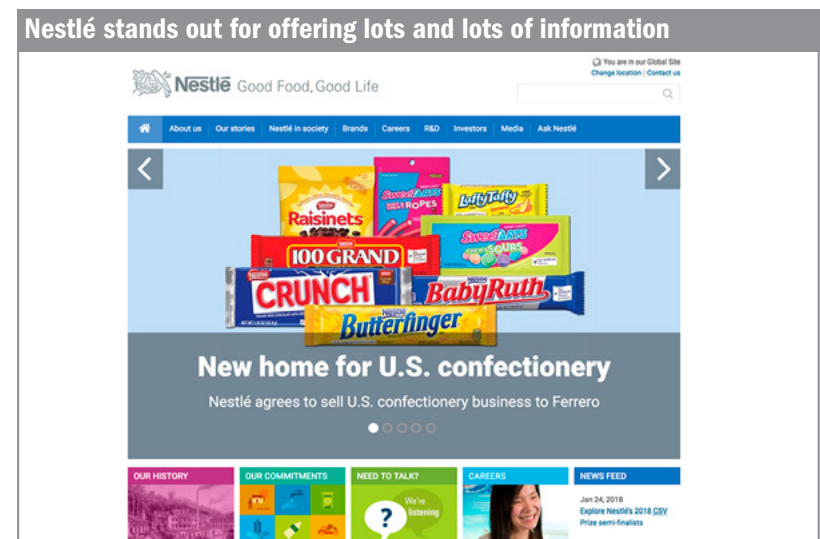 Nestlé stands out for offering lots and lots of information
You are in our Global Site
Change location | Contact us
Nestlé Good Food, Good Life
About us Our stories Nestlé in society Brands Careers R&D Investors Media Ask Nestlé
Raisinets
SweeTARTS
ROPES
Laffy Taffy
SweeTARTS
SOURS
100 GRAND
Nestlé
CRUNCH
BabyRuth
Nestlé
Butterfinger
New home for U.S. confectionery
Nestlé agrees to sell U.S. confectionery business to Ferrero
OUR HISTORY
OUR COMMITMENTS
NEED TO TALK?
We're
listening
?
CAREERS
NEWS FEED
Jan 24, 2018
Explore Nestlé's 2018 CSV
Prize semi-finalists